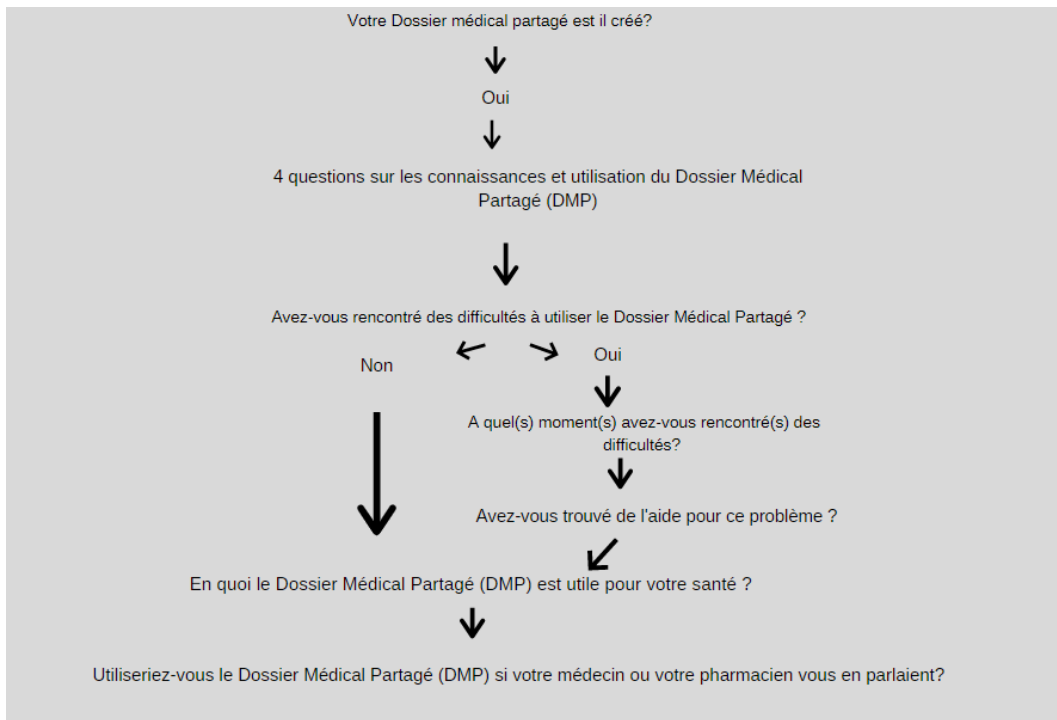 Votre Dossier médical partagé est il créé?
Oui
4 questions sur les connaissances et utilisation du Dossier Médical
Partagé (DMP)
Avez-vous rencontré des difficultés à utiliser le Dossier Médical Partagé ?
Non
Oui
A quel(s) moment(s) avez-vous rencontré(s) des
difficultés?
Avez-vous trouvé de l'aide pour ce problème ?
En quoi le Dossier Médical Partagé (DMP) est utile pour votre santé ?
Utiliseriez-vous le Dossier Médical Partagé (DMP) si votre médecin ou votre pharmacien vous en parlaient?